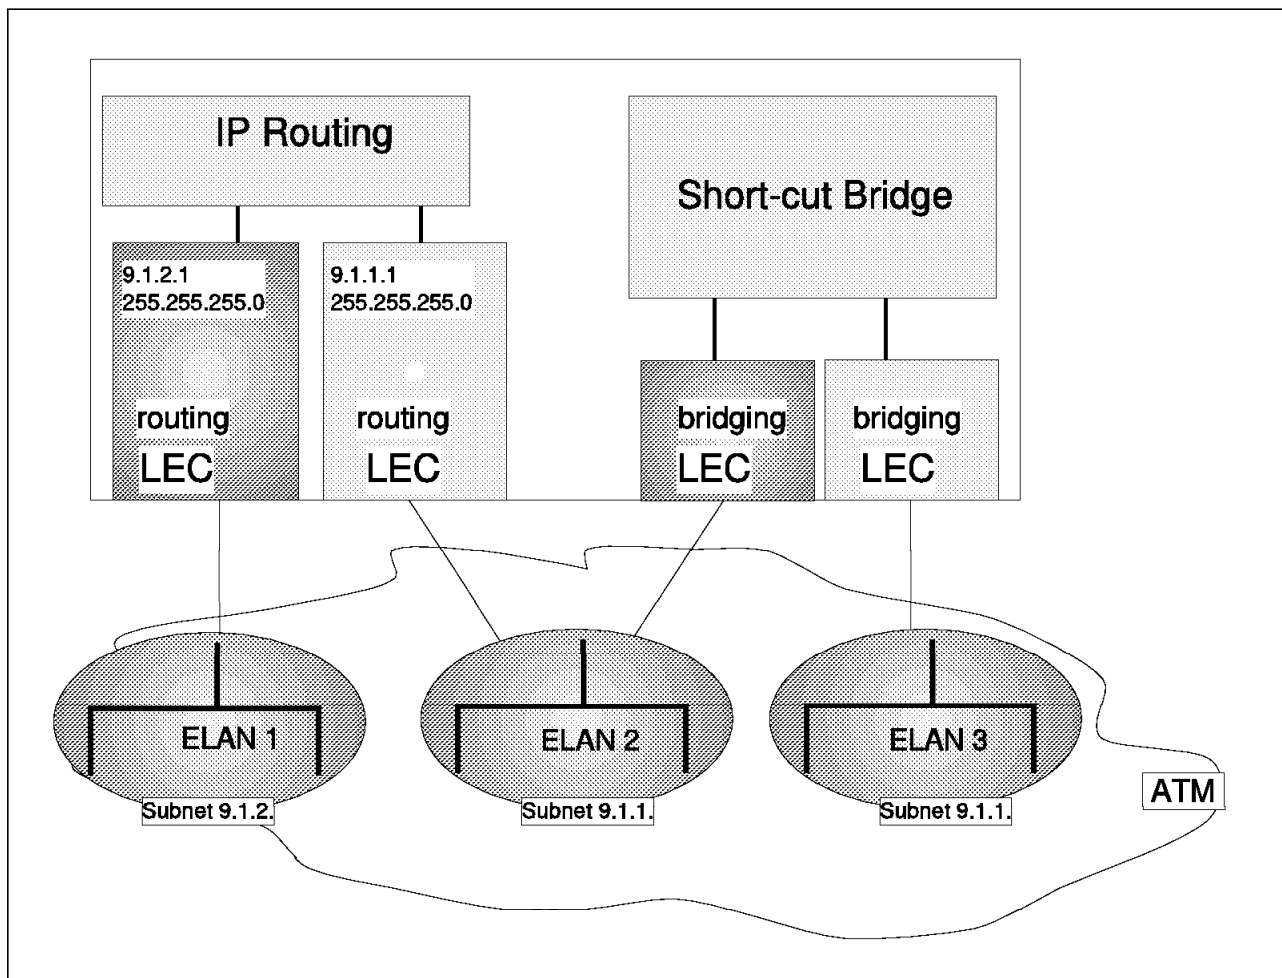 IP Routing
Short-cut Bridge
9.1.2.1
255.255.255.0
9.1.1.1
255.255.255.0
routing
LEC
routing
LEC
bridging
LEC
bridging
LEC
ELAN 1
ELAN 2
ELAN 3
ATM
Subnet 9.1.2.
Subnet 9.1.1.
Subnet 9.1.1.